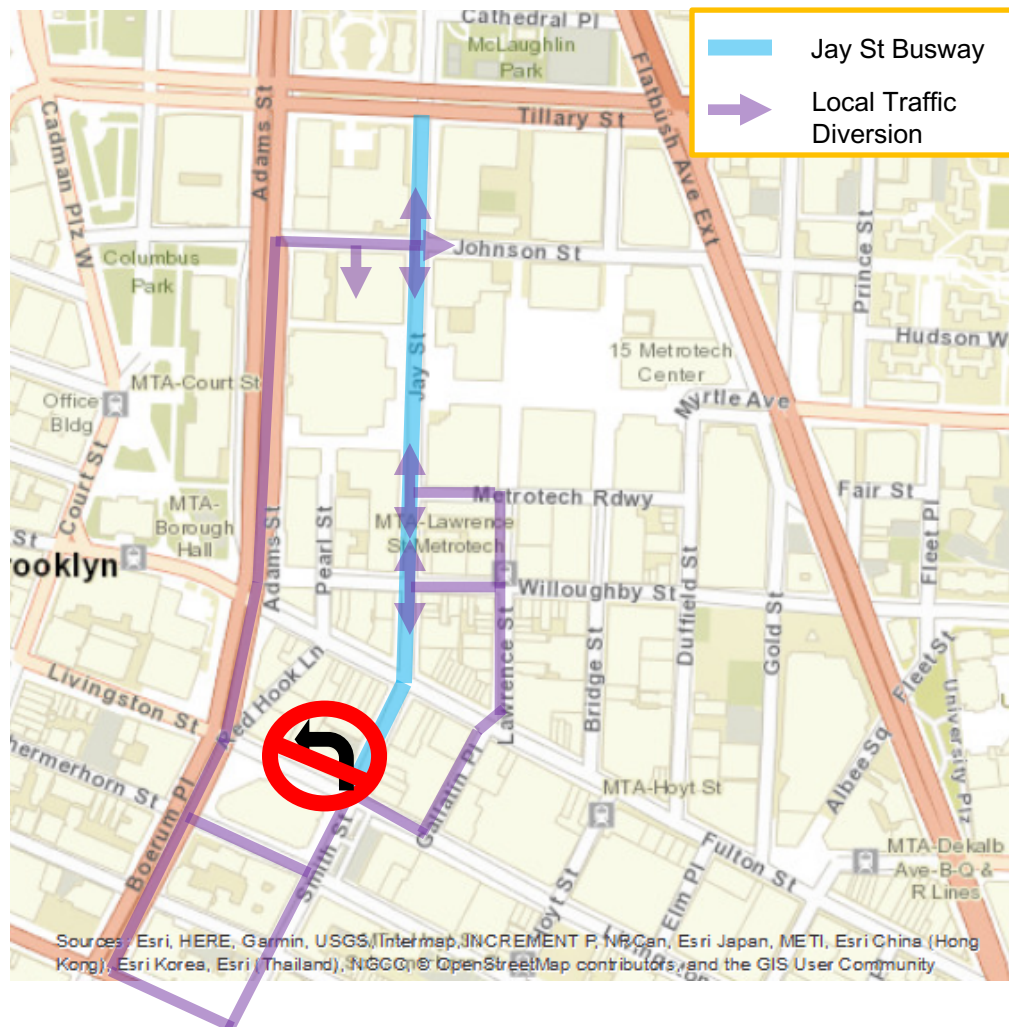 Cathedral Pl
McLaughlin
Park
Jay St Busway
Local Traffic
Diversion
Tillary St
Flatbush Ave Ext
Adams St
Cadman Plz W
Columbus
Park
Johnson St
Prince St
Hudson W
Jay St
15 Metrotech
Center
MTA-Court St
Office
Bldg
Myrtle Ave
Court St
Metrotech Rdwy
Fair St
MTA-
Borough
Hall
MTA-Lawrence
St Metrotech
Fleet Pl
St
rooklyn
Adams St
Pearl St
Willoughby St
Lawrence St
Bridge St
Duffield St
Gold St
Red Hook Ln
Livingston St
Fleet St
University Plz
hermerhorn St
Gallatin Pl
Albee Sq
MTA-Hoyt St
Boerum Pl
Smith St
Fulton St
MTA-Dekalb
Ave-B-Q &
R Lines
Hoyt St
Elm Pl
Sources: Esri, HERE, Garmin, USGS, Intermap, INCREMENT P, NRCan, Esri Japan, METI, Esri China (Hong
Kong), Esri Korea, Esri (Thailand), NGCC, © OpenStreetMap contributors, and the GIS User Community